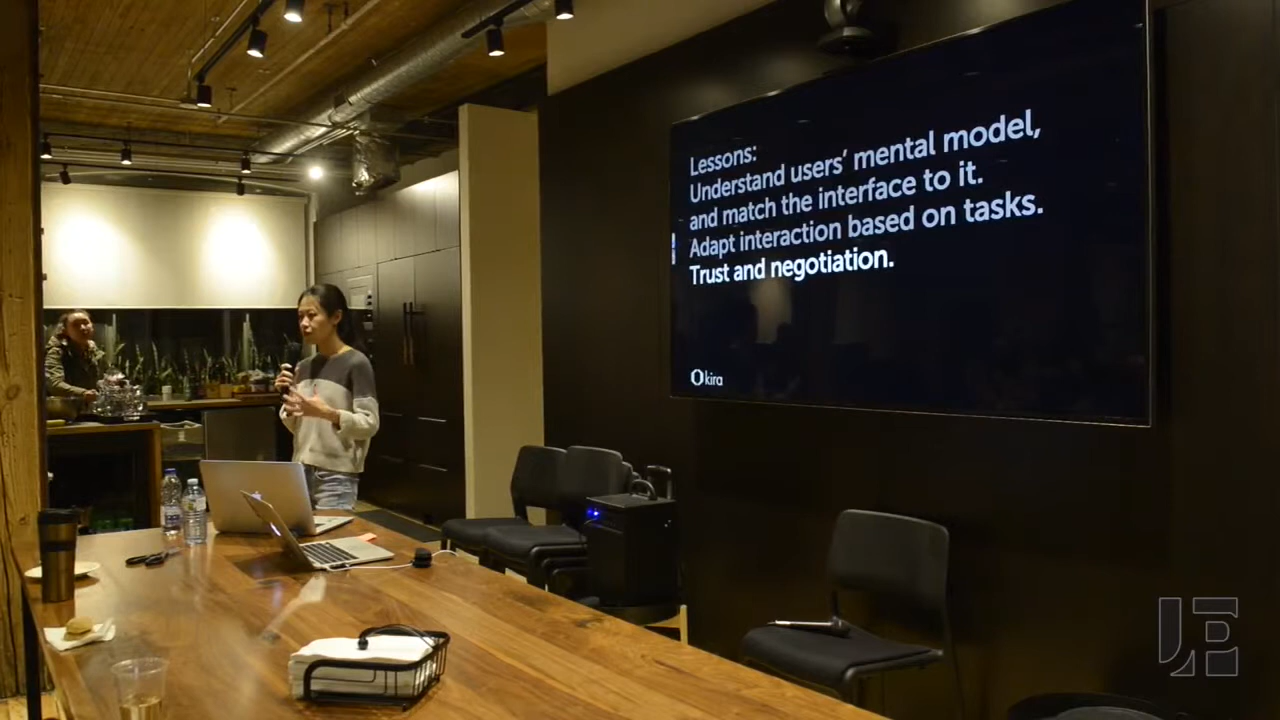 Lessons:
Understand users’ mental model,
and match the interface to it.
Adapt interaction based on tasks.
Trust and negotiation.
kira